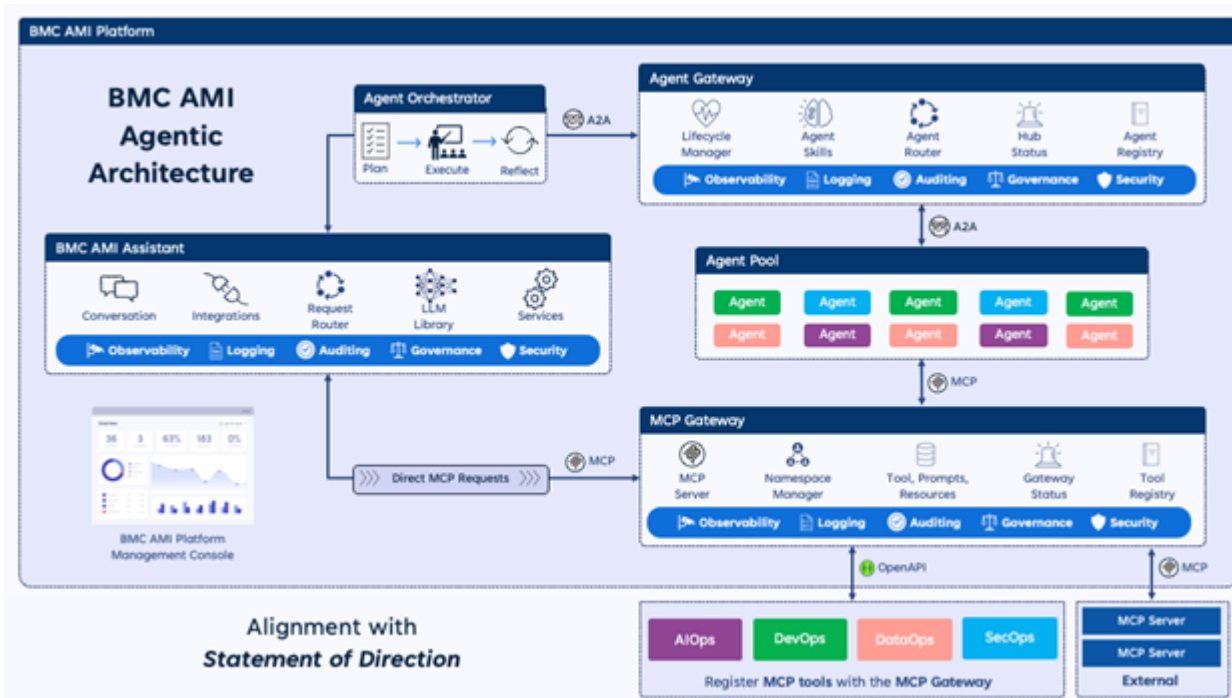 BMC AMI Platform
BMC AMI
Agentic
Architecture
Agent Orchestrator
Plan
Execute
Reflect
A2A
Agent Gateway
Lifecycle
Manager
Agent
Skills
Agent
Router
Hub
Status
Agent
Registry
Observability
Logging
Auditing
Governance
Security
A2A
BMC AMI Assistant
Conversation
Integrations
Request
Router
LLM
Library
Services
Observability
Logging
Auditing
Governance
Security
Agent Pool
Agent Agent Agent Agent Agent
Agent Agent Agent Agent Agent
MCP
BMC AMI Platform
Management Console
36 3 63% 183 0%
Direct MCP Requests
MCP
MCP Gateway
MCP
Server
Namespace
Manager
Tool, Prompts,
Resources
Gateway
Status
Tool
Registry
Observability
Logging
Auditing
Governance
Security
OpenAPI
MCP
Alignment with
Statement of Direction
AIOps
DevOps
DataOps
SecOps
Register MCP tools with the MCP Gateway
MCP Server
MCP Server
External